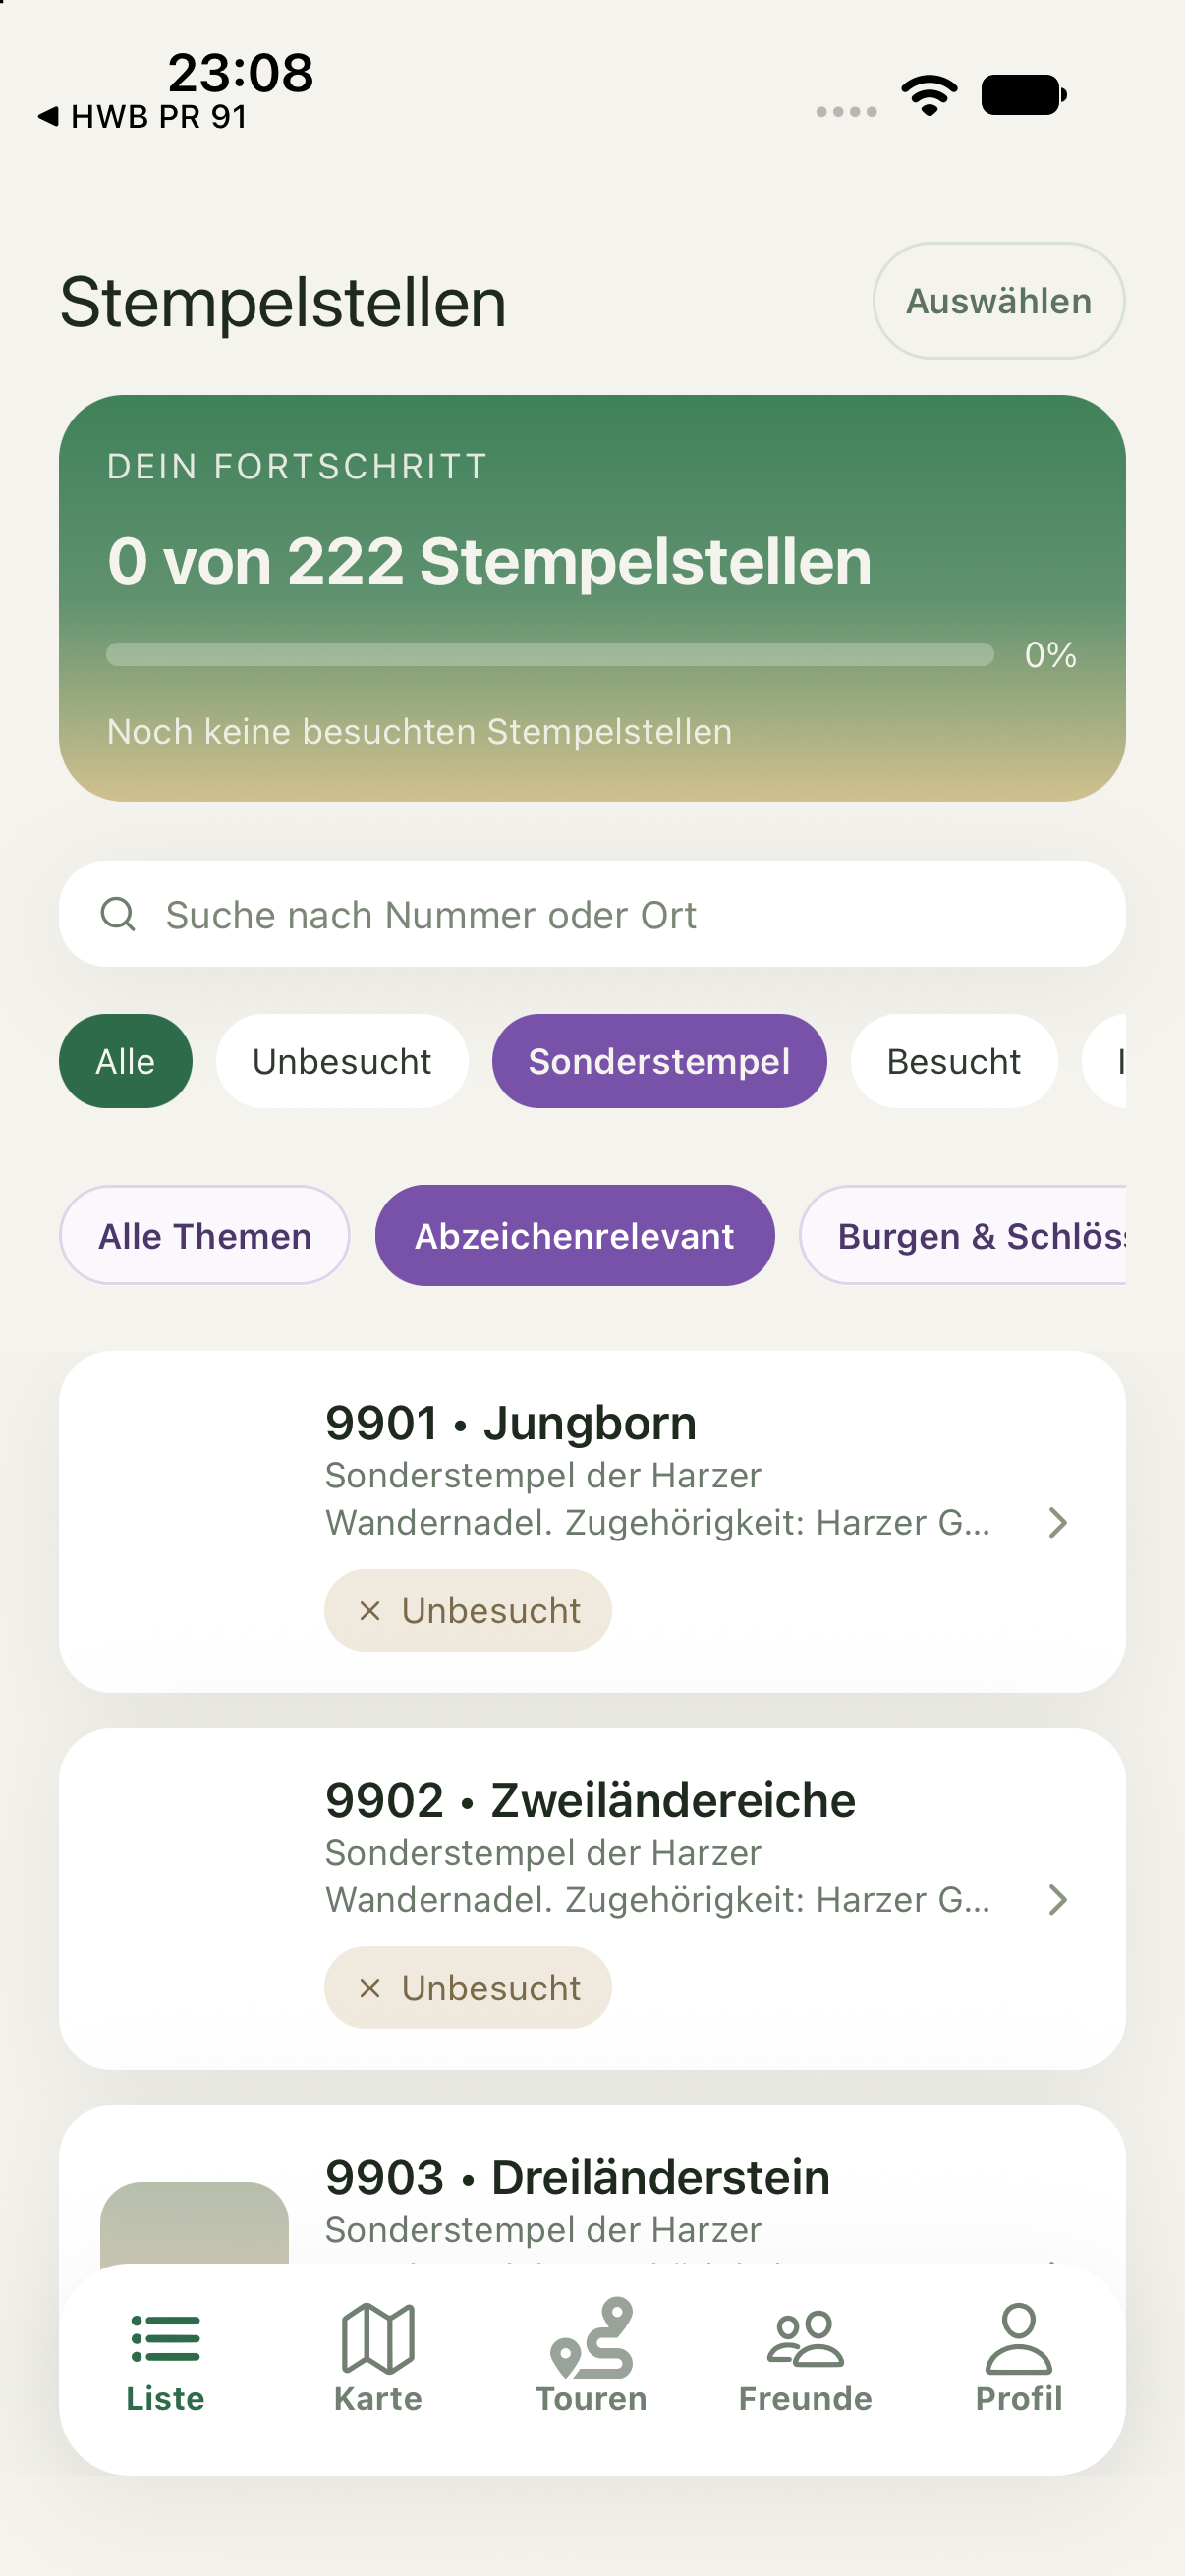 23:08
HWB PR 91
Stempelstellen
Auswählen
DEIN FORTSCHRITT
0 von 222 Stempelstellen
0%
Noch keine besuchten Stempelstellen
Suche nach Nummer oder Ort
Alle Unbesucht Sonderstempel Besucht
Alle Themen Abzeichenrelevant Burgen & Schlös
9901 • Jungborn
Sonderstempel der Harzer
Wandernadel. Zugehörigkeit: Harzer G...
× Unbesucht
9902 • Zweiländereiche
Sonderstempel der Harzer
Wandernadel. Zugehörigkeit: Harzer G...
× Unbesucht
9903 • Dreiländerstein
Sonderstempel der Harzer
Liste Karte Touren Freunde Profil